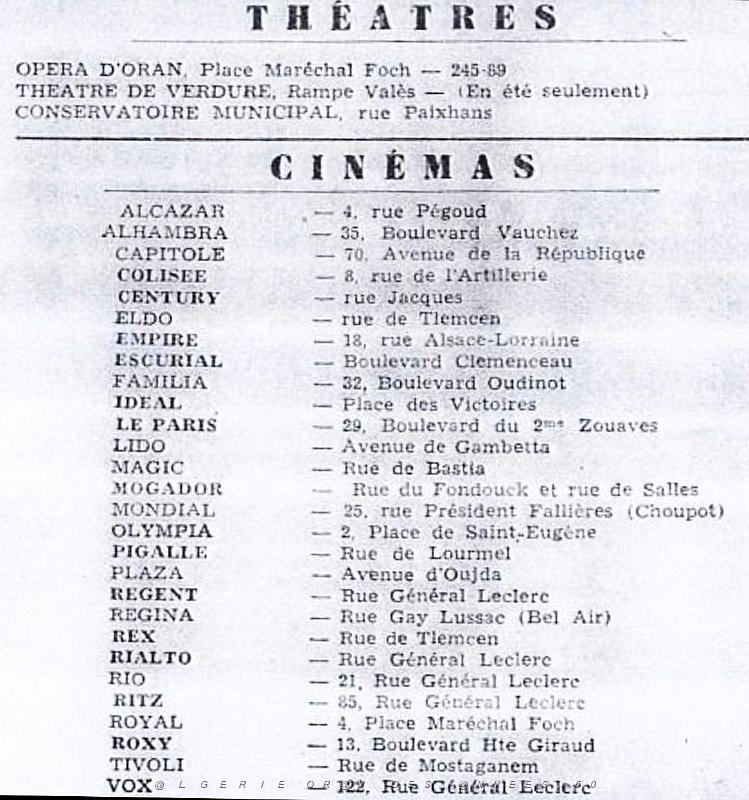 THÉATRES
OPERA D'ORAN, Place Maréchal Foch — 245-89
THEATRE DE VERDURE, Rampe Valès — (En été seulement)
CONSERVATOIRE MUNICIPAL, rue Paixhans
CINÉMAS
ALCAZAR — 4, rue Pégoud
ALHAMBRA — 35, Boulevard Vauchez
CAPITOLE — 70, Avenue de la République
COLISEE — 8, rue de l'Artillerie
CENTURY — rue Jacques
ELDO — rue de Tlemcen
EMPIRE — 18, rue Alsace-Lorraine
ESCURIAL — Boulevard Clemenceau
FAMILIA — 32, Boulevard Oudinot
IDEAL — Place des Victoires
LE PARIS — 29, Boulevard du 2me Zouaves
LIDO — Avenue de Gambetta
MAGIC — Rue de Bastia
MOGADOR — Rue du Fondouck et rue de Salles
MONDIAL — 25, rue Président Fallières (Choupot)
OLYMPIA — 2, Place de Saint-Eugène
PIGALLE — Rue de Lourmel
PLAZA — Avenue d'Oujda
REGENT — Rue Général Leclerc
REGINA — Rue Gay Lussac (Bel Air)
REX — Rue de Tlemcen
RIALTO — Rue Général Leclerc
RIO — 21, Rue Général Leclerc
RITZ — 85, Rue Général Leclerc
ROYAL — 4, Place Maréchal Foch
ROXY — 13, Boulevard Hte Giraud
TIVOLI — Rue de Mostaganem
VOX — 122, Rue Général Leclerc